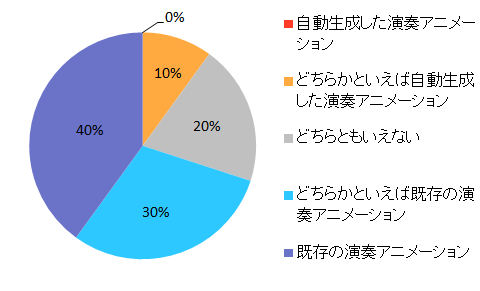 0%
10%
20%
30%
40%
自動生成した演奏アニメー
ション
どちらかといえば自動生成
した演奏アニメーション
どちらともいえない
どちらかといえば既存の演
奏アニメーション
既存の演奏アニメーション